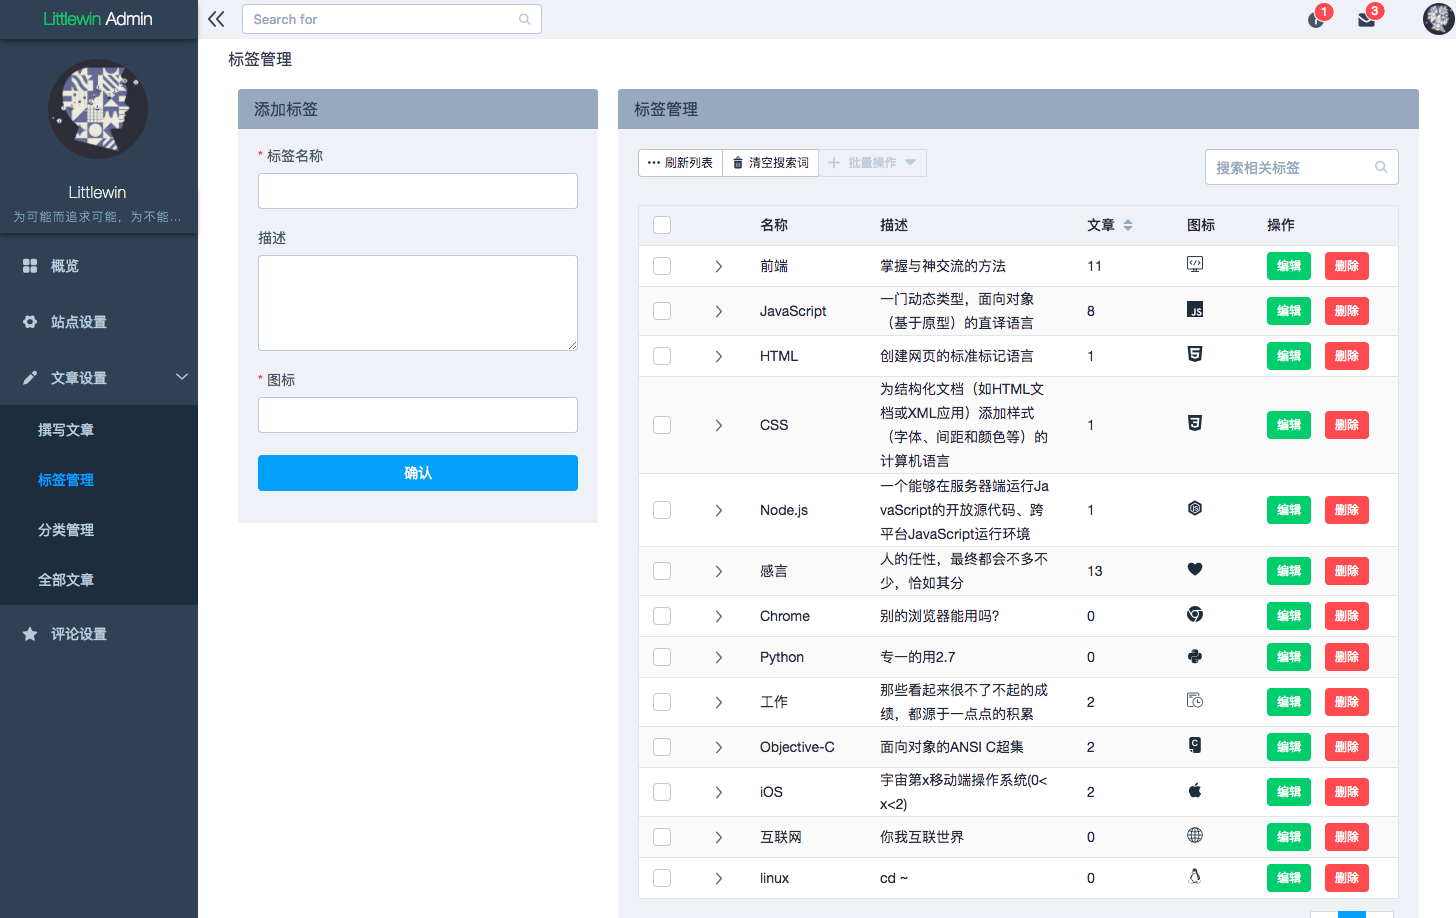 Littlewin Admin
Search for
1
3
Littlewin
为可能而追求可能，为不能...
概览
站点设置
文章设置
撰写文章
标签管理
分类管理
全部文章
评论设置
标签管理
添加标签
* 标签名称
描述
* 图标
确认
标签管理
刷新列表 清空搜索词 批量操作
搜索相关标签
名称 描述 文章 图标 操作
前端 掌握与神交流的方法 11 编辑 删除
JavaScript 一门动态类型，面向对象
（基于原型）的直译语言 8 编辑 删除
HTML 创建网页的标准标记语言 1 编辑 删除
CSS 为结构化文档（如HTML文
档或XML应用）添加样式
（字体、间距和颜色等）的
计算机语言 1 编辑 删除
Node.js 一个能够在服务器端运行Ja
vaScript的开放源代码、跨
平台JavaScript运行环境 1 编辑 删除
感言 人的任性，最终都会不多不
少，恰如其分 13 编辑 删除
Chrome 别的浏览器能用吗? 0 编辑 删除
Python 专一的用2.7 0 编辑 删除
工作 那些看起来很不了不起的成
绩，都源于一点点的积累 2 编辑 删除
Objective-C 面向对象的ANSI C超集 2 编辑 删除
iOS 宇宙第x移动端操作系统(0<
x<2) 2 编辑 删除
互联网 你我互联世界 0 编辑 删除
linux cd ~ 0 编辑 删除